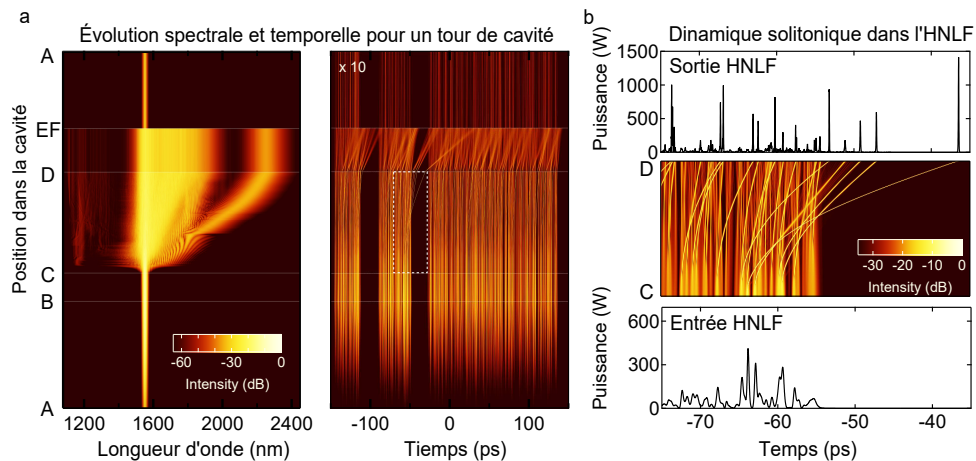 a
Évolution spectrale et temporelle pour un tour de cavité
Position dans la cavité
A
EF
D
C
B
A
-60 -30 0
Intensity (dB)
1200 1600 2000 2400
Longueur d'onde (nm)
x 10
-100 0 100
Tiemps (ps)
b
Dinamique solitonique dans l'HNLF
Puissance (W)
1500
1000
500
0
Sortie HNLF
D
C
-30 -20 -10 0
Intensity (dB)
Puissance (W)
600
300
0
Entrée HNLF
-70 -60 -50 -40
Temps (ps)